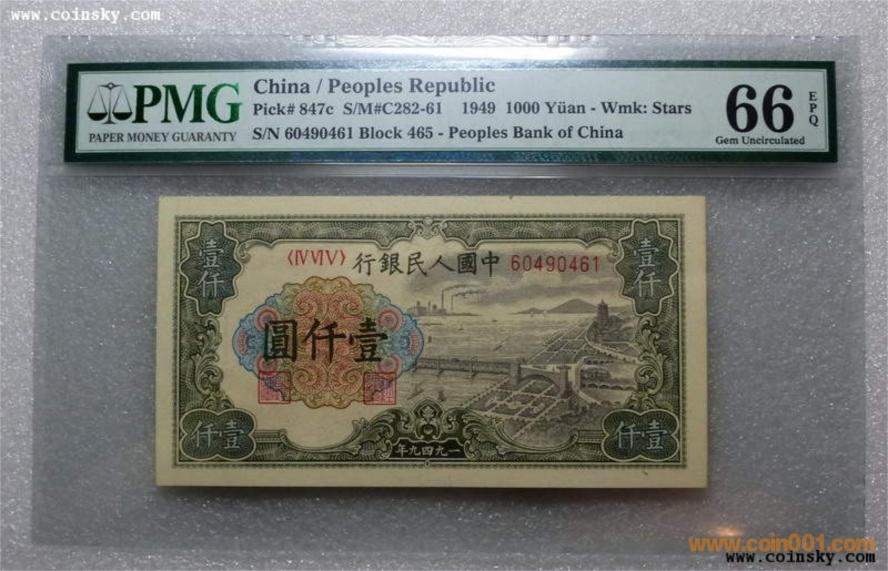 www.coinsky.com
PMG
PAPER MONEY GUARANTY
China / Peoples Republic
Pick# 847c S/M#C282-61 1949 1000 Yüan - Wmk: Stars
S/N 60490461 Block 465 - Peoples Bank of China
66 EPQ
Gem Uncirculated
壹仟
壹仟
〈ⅣⅥⅤ〉 行銀民人國中 60490461
圓仟壹
仟壹
仟壹
年九四九一
www.coin001.com
www.coinsky.com